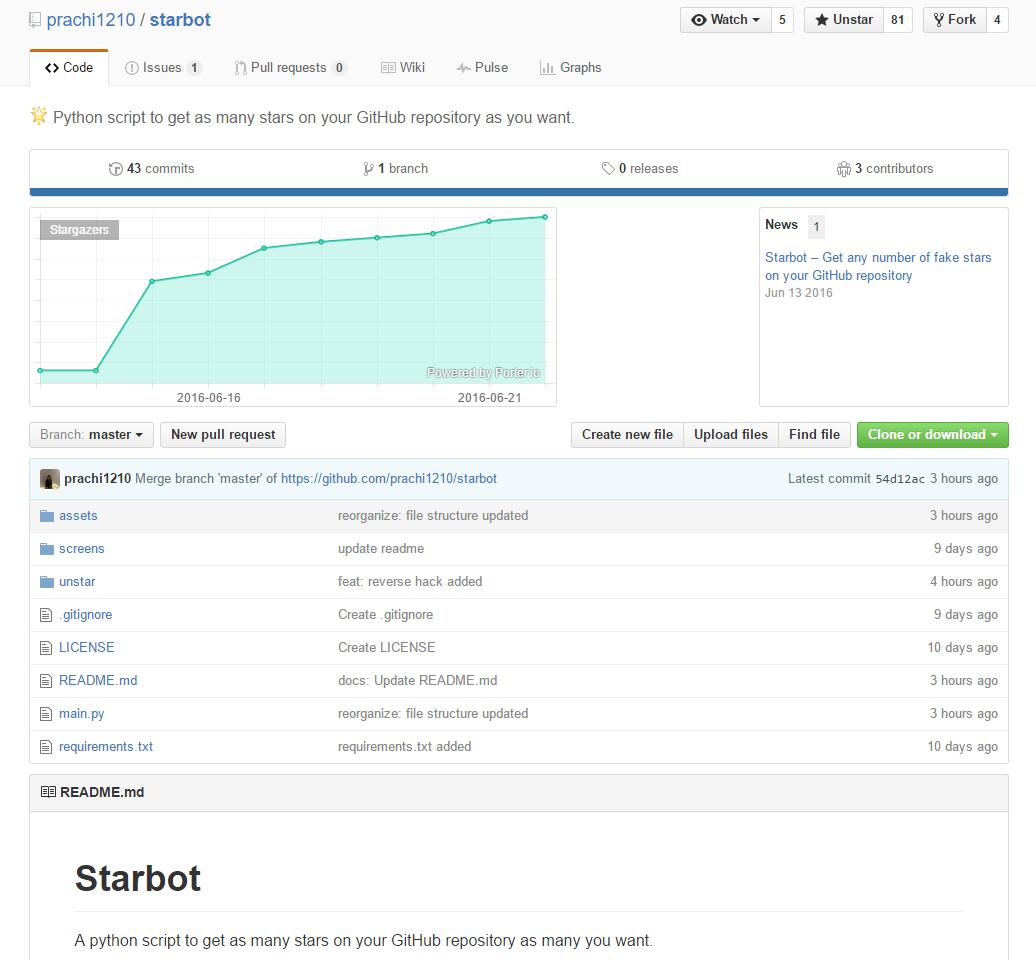 prachi1210 / starbot
Watch 5 Unstar 81 Fork 4
Code Issues 1 Pull requests 0 Wiki Pulse Graphs
Python script to get as many stars on your GitHub repository as you want.
43 commits 1 branch 0 releases 3 contributors
Stargazers
Powered by Porter.io
2016-06-16 2016-06-21
News 1
Starbot – Get any number of fake stars
on your GitHub repository
Jun 13 2016
Branch: master New pull request Create new file Upload files Find file Clone or download
prachi1210 Merge branch 'master' of https://github.com/prachi1210/starbot Latest commit 54d12ac 3 hours ago
assets reorganize: file structure updated 3 hours ago
screens update readme 9 days ago
unstar feat: reverse hack added 4 hours ago
.gitignore Create .gitignore 9 days ago
LICENSE Create LICENSE 10 days ago
README.md docs: Update README.md 3 hours ago
main.py reorganize: file structure updated 3 hours ago
requirements.txt requirements.txt added 10 days ago
README.md
Starbot
A python script to get as many stars on your GitHub repository as many you want.